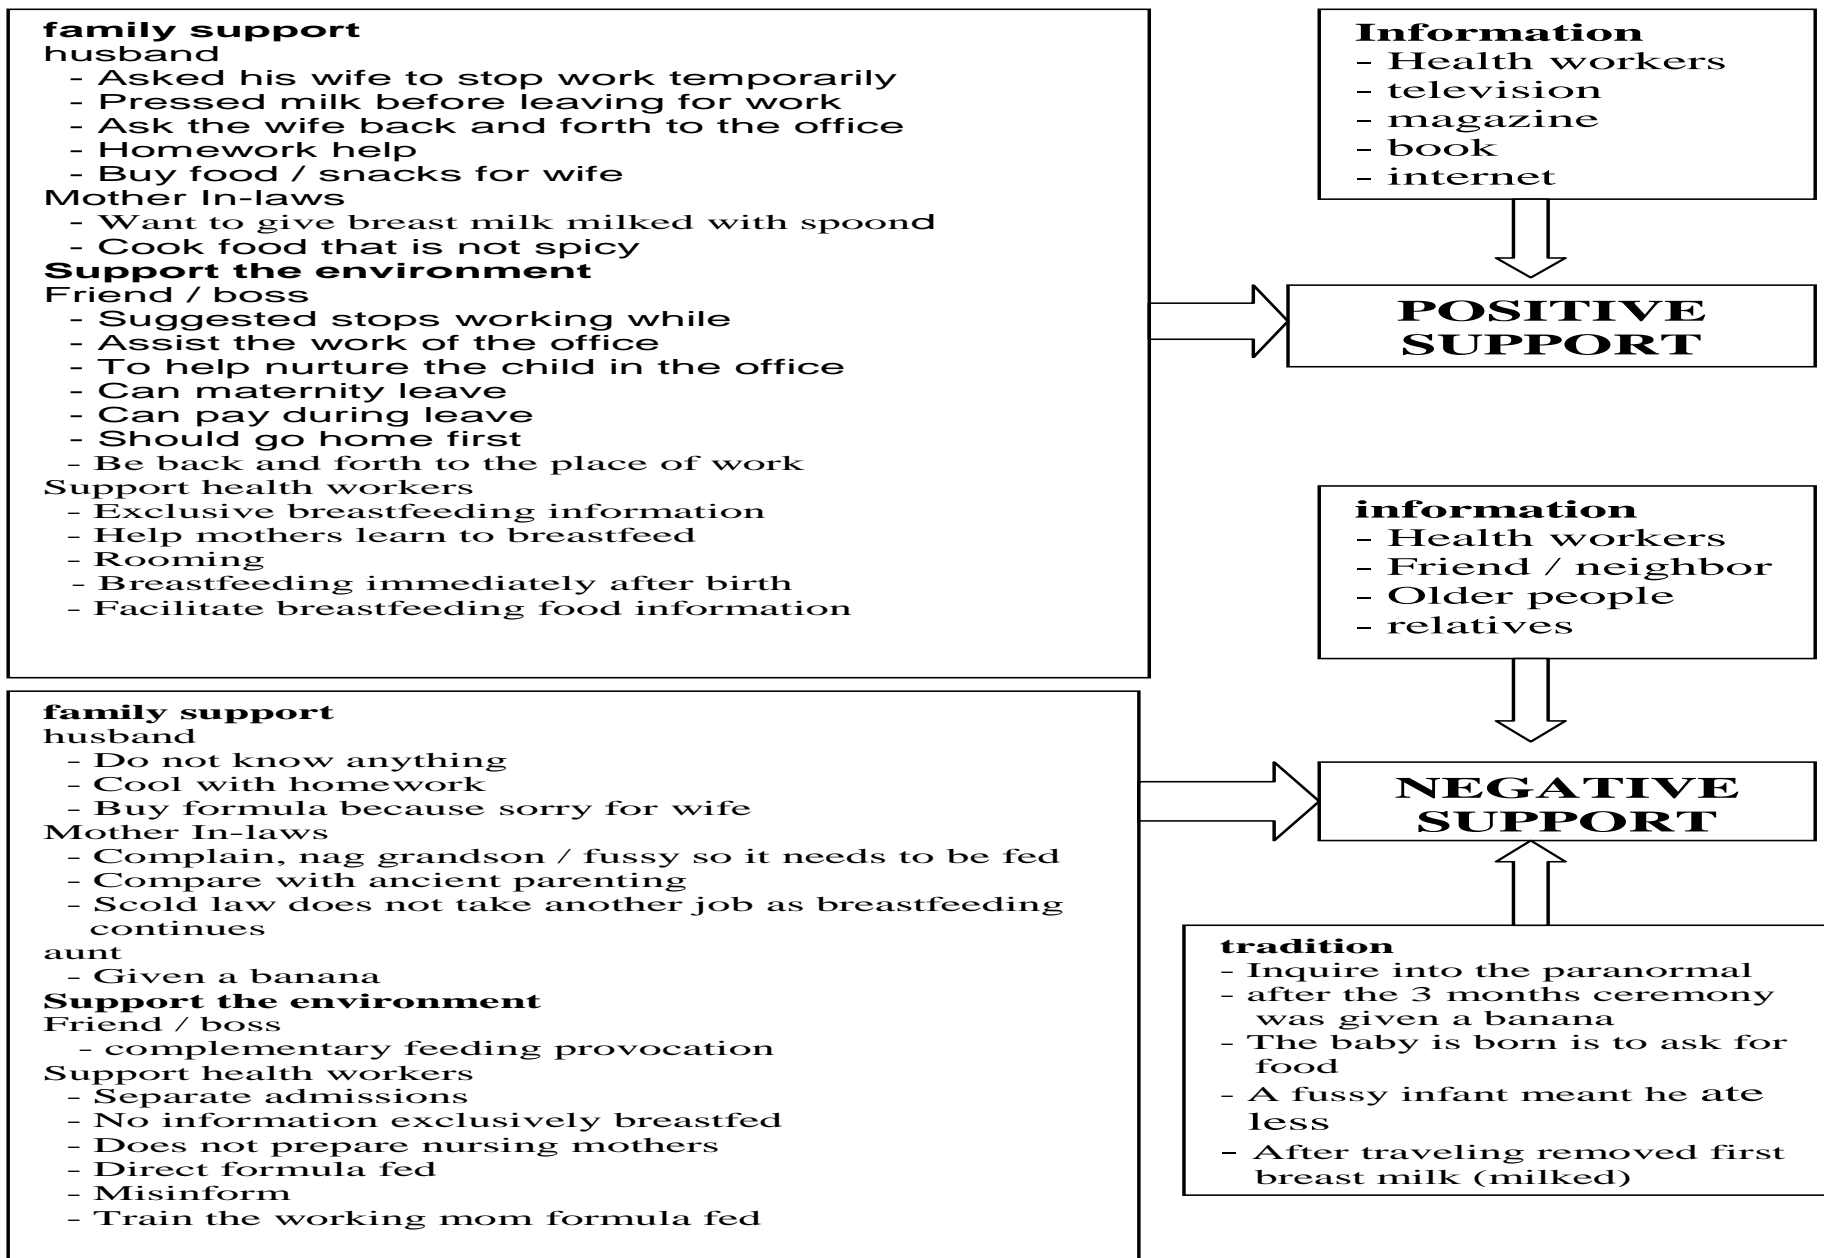 family support
husband
- Asked his wife to stop work temporarily
- Pressed milk before leaving for work
- Ask the wife back and forth to the office
- Homework help
- Buy food / snacks for wife
Mother In-laws
- Want to give breast milk milked with spoond
- Cook food that is not spicy
Support the environment
Friend / boss
- Suggested stops working while
- Assist the work of the office
- To help nurture the child in the office
- Can maternity leave
- Can pay during leave
- Should go home first
- Be back and forth to the place of work
Support health workers
- Exclusive breastfeeding information
- Help mothers learn to breastfeed
- Rooming
- Breastfeeding immediately after birth
- Facilitate breastfeeding food information
Information
- Health workers
- television
- magazine
- book
- internet
POSITIVE
SUPPORT
family support
husband
- Do not know anything
- Cool with homework
- Buy formula because sorry for wife
Mother In-laws
- Complain, nag grandson / fussy so it needs to be fed
- Compare with ancient parenting
- Scold law does not take another job as breastfeeding
continues
aunt
- Given a banana
Support the environment
Friend / boss
- complementary feeding provocation
Support health workers
- Separate admissions
- No information exclusively breastfed
- Does not prepare nursing mothers
- Direct formula fed
- Misinform
- Train the working mom formula fed
information
- Health workers
- Friend / neighbor
- Older people
- relatives
NEGATIVE
SUPPORT
tradition
- Inquire into the paranormal
- after the 3 months ceremony
was given a banana
- The baby is born is to ask for
food
- A fussy infant meant he ate
less
- After traveling removed first
breast milk (milked)